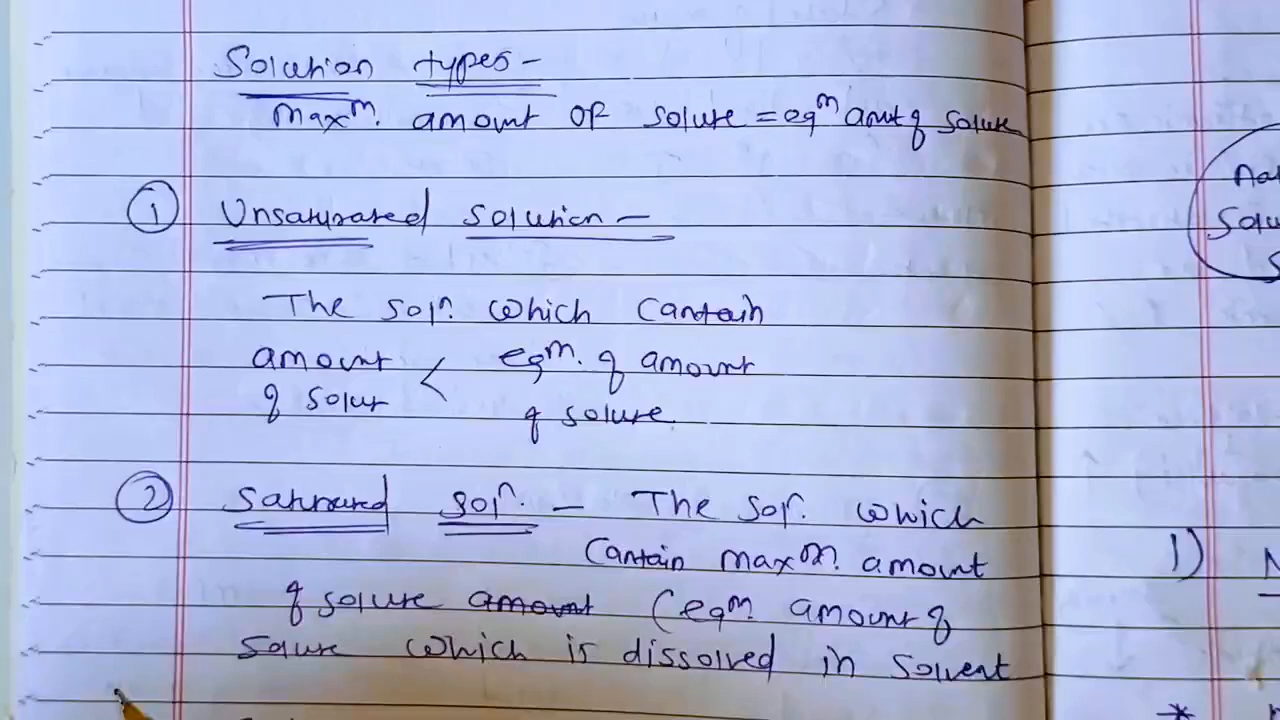 Solution types -
maxm. amount of solute = eqm amt of solute
① Unsaturated solution -
The soln. which contain
amount < eqm. of amount
of solut of solute.
② Saturated soln. - The soln. which
contain maxm. amount
of solute amount (eqm. amount of
solute which is dissolved in solvent
Solu
1)
*